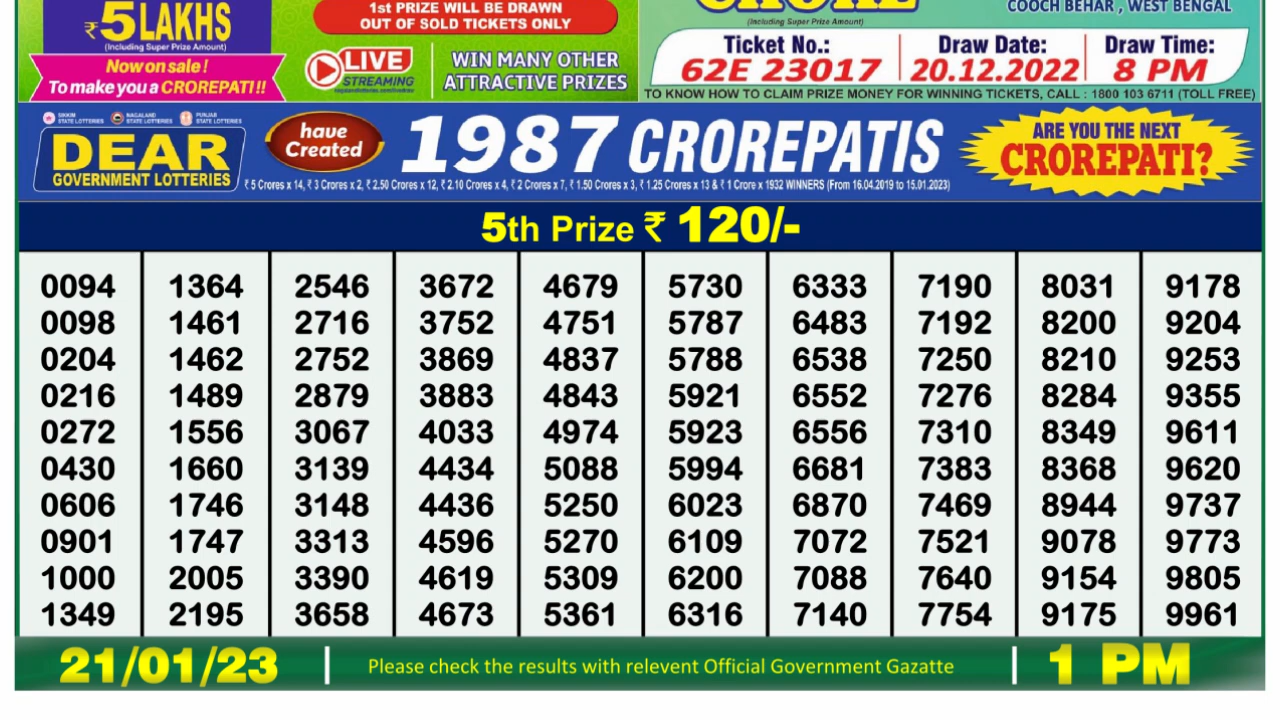 ₹5LAKHS
(Including Super Prize Amount)
Now on sale !
To make you a CROREPATI !!
1st PRIZE WILL BE DRAWN
OUT OF SOLD TICKETS ONLY
LIVE
STREAMING
WIN MANY OTHER
ATTRACTIVE PRIZES
(Including Super Prize Amount)
COOCH BEHAR , WEST BENGAL
Ticket No.: Draw Date: Draw Time:
62E 23017 20.12.2022 8 PM
TO KNOW HOW TO CLAIM PRIZE MONEY FOR WINNING TICKETS, CALL : 1800 103 6711 (TOLL FREE)
SIKKIM STATE LOTTERIES NAGALAND STATE LOTTERIES PUNJAB STATE LOTTERIES
DEAR
GOVERNMENT LOTTERIES
have
Created
1987 CROREPATIS
₹ 5 Crores x 14, ₹ 3 Crores x 2, ₹ 2.50 Crores x 12, ₹ 2.10 Crores x 4, ₹ 2 Crores x 7, ₹ 1.50 Crores x 3, ₹ 1.25 Crores x 13 & ₹ 1 Crore x 1932 WINNERS (From 16.04.2019 to 15.01.2023)
ARE YOU THE NEXT
CROREPATI?
5th Prize ₹ 120/-
0094 1364 2546 3672 4679 5730 6333 7190 8031 9178
0098 1461 2716 3752 4751 5787 6483 7192 8200 9204
0204 1462 2752 3869 4837 5788 6538 7250 8210 9253
0216 1489 2879 3883 4843 5921 6552 7276 8284 9355
0272 1556 3067 4033 4974 5923 6556 7310 8349 9611
0430 1660 3139 4434 5088 5994 6681 7383 8368 9620
0606 1746 3148 4436 5250 6023 6870 7469 8944 9737
0901 1747 3313 4596 5270 6109 7072 7521 9078 9773
1000 2005 3390 4619 5309 6200 7088 7640 9154 9805
1349 2195 3658 4673 5361 6316 7140 7754 9175 9961
21/01/23 Please check the results with relevent Official Government Gazatte 1 PM